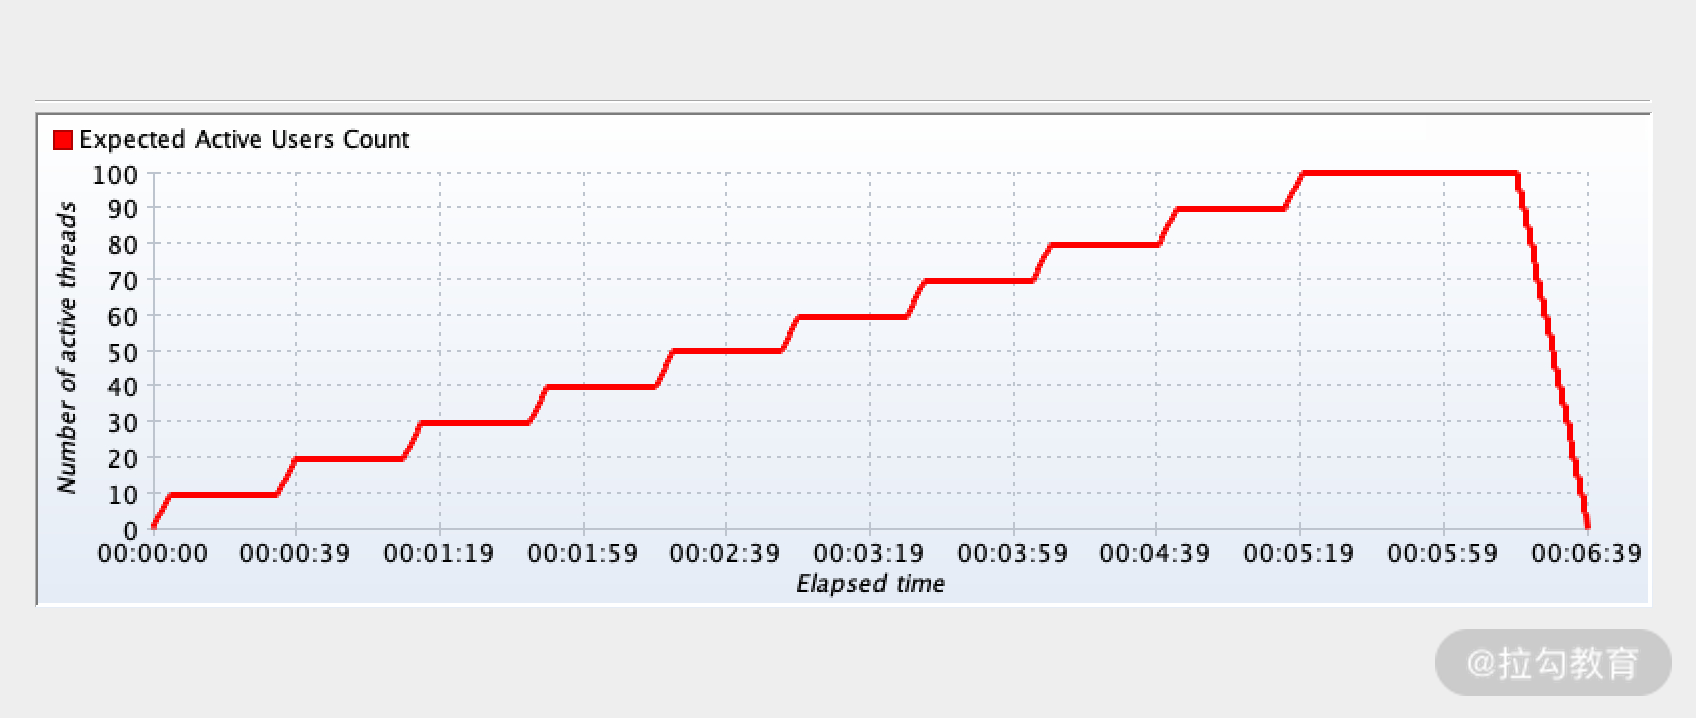 Expected Active Users Count
100
90
80
70
60
50
40
30
20
10
0
Number of active threads
00:00:00 00:00:39 00:01:19 00:01:59 00:02:39 00:03:19 00:03:59 00:04:39 00:05:19 00:05:59 00:06:39
Elapsed time
@拉勾教育